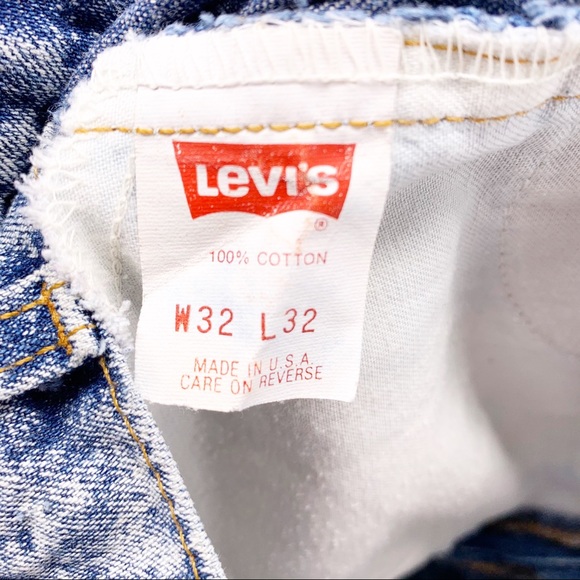 Levi's
®
100% COTTON
W32 L32
MADE IN U.S.A.
CARE ON REVERSE